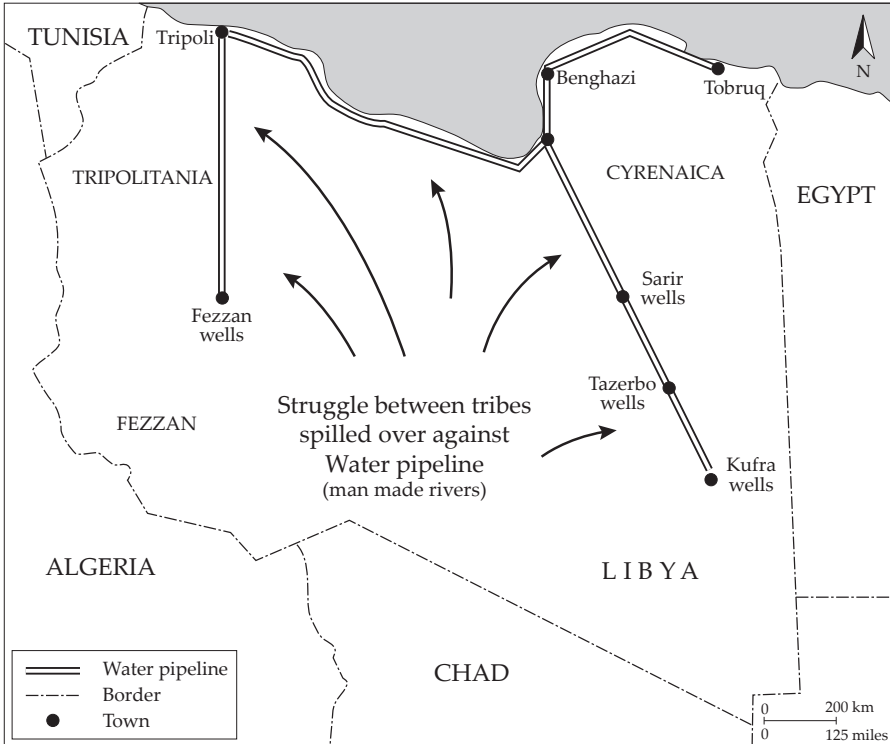 TUNISIA
Tripoli
Benghazi
Tobruq
N
TRIPOLITANIA
CYRENAICA
EGYPT
Sarir
wells
Fezzan
wells
Tazerbo
wells
Struggle between tribes
spilled over against
Water pipeline
(man made rivers)
FEZZAN
Kufra
wells
ALGERIA
LIBYA
CHAD
Water pipeline
Border
Town
0 200 km
0 125 miles